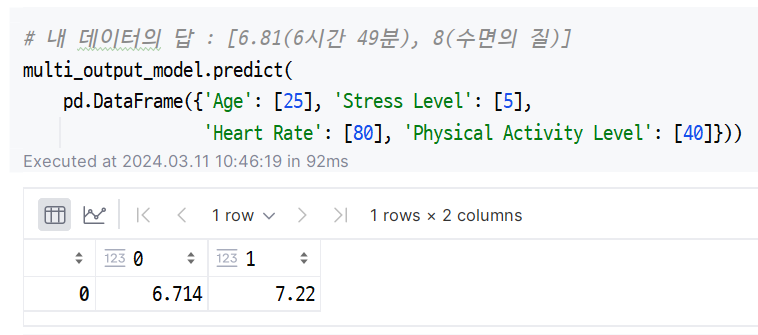 # 내 데이터의 답 : [6.81(6시간 49분), 8(수면의 질)]
multi_output_model.predict(
    pd.DataFrame({'Age': [25], 'Stress Level': [5],
                  'Heart Rate': [80], 'Physical Activity Level': [40]}))
Executed at 2024.03.11 10:46:19 in 92ms
1 row 1 rows × 2 columns
123 0 123 1
0 6.714 7.22